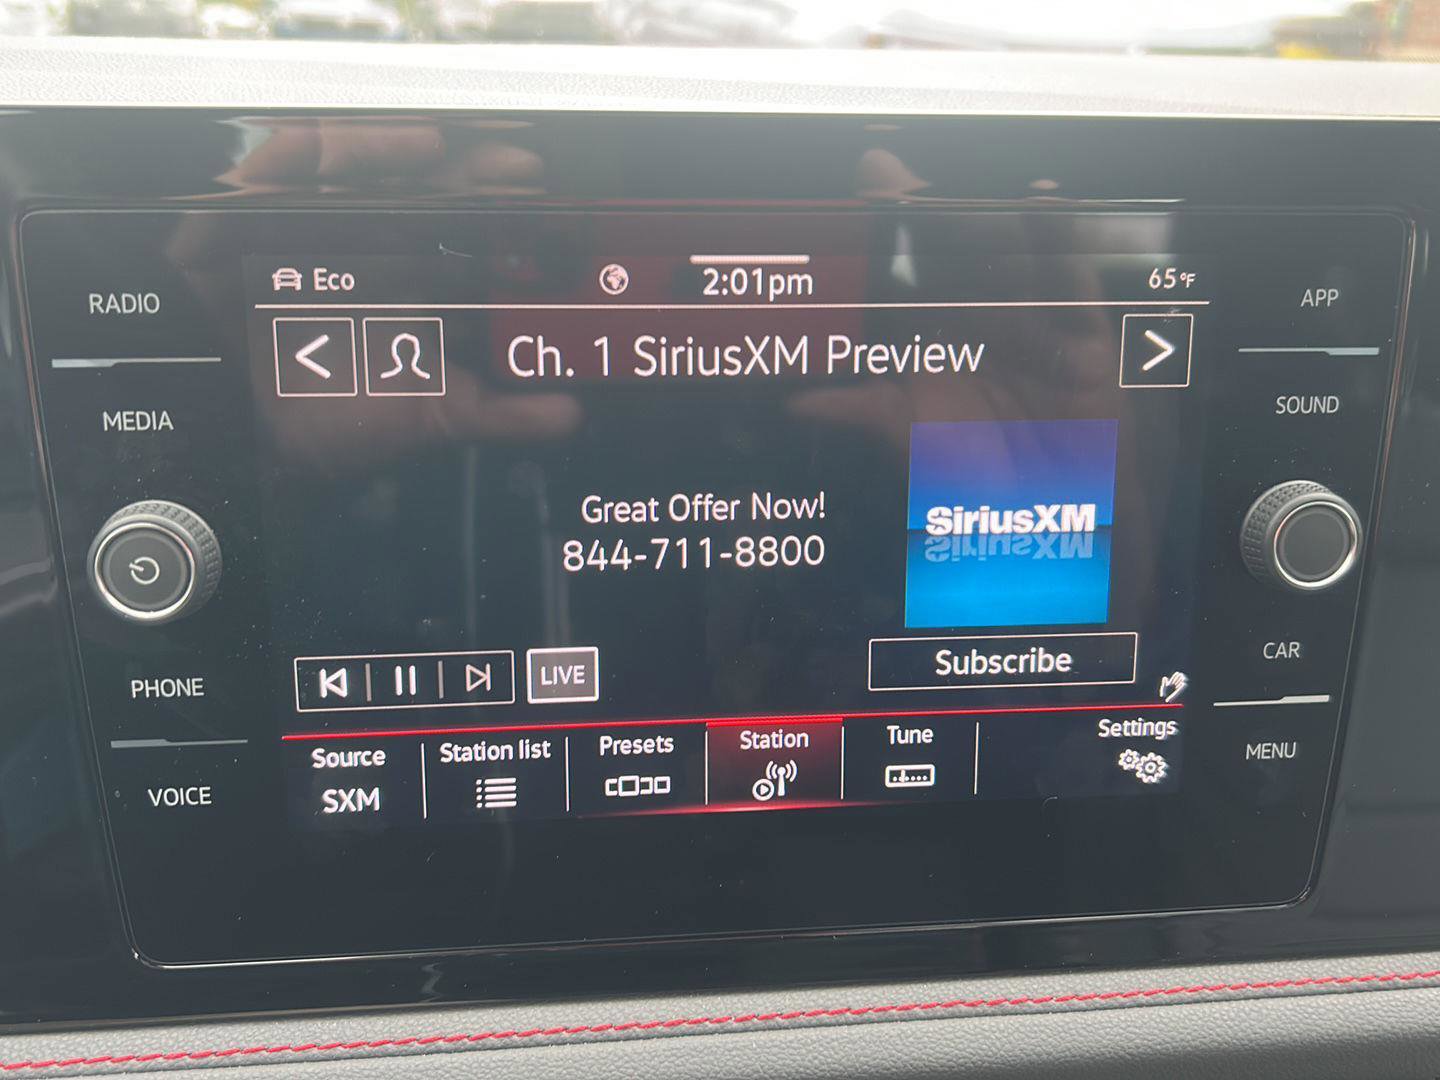 Eco
2:01pm
65°F
RADIO
MEDIA
PHONE
VOICE
Ch. 1 SiriusXM Preview
Great Offer Now!
844-711-8800
SiriusXM
Subscribe
LIVE
Source
SXM
Station list
Presets
Station
Tune
Settings
APP
SOUND
CAR
MENU